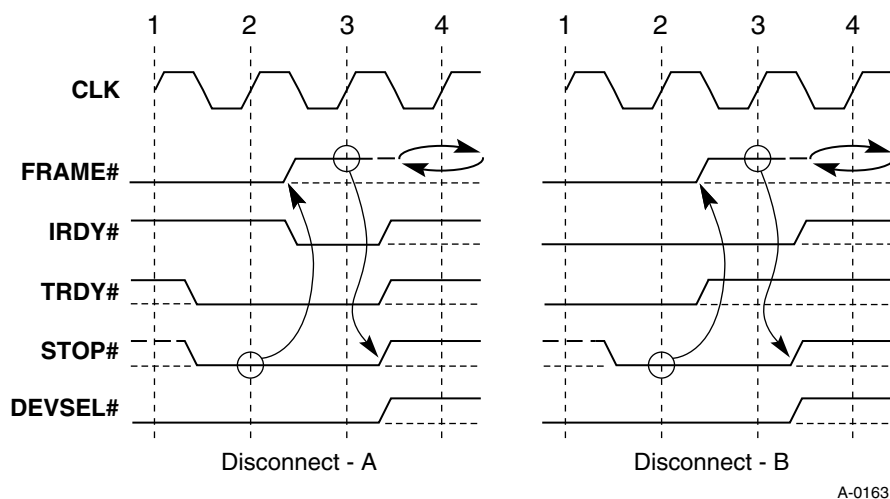 1 2 3 4 1 2 3 4
CLK
FRAME#
IRDY#
TRDY#
STOP#
DEVSEL#
Disconnect - A Disconnect - B
A-0163